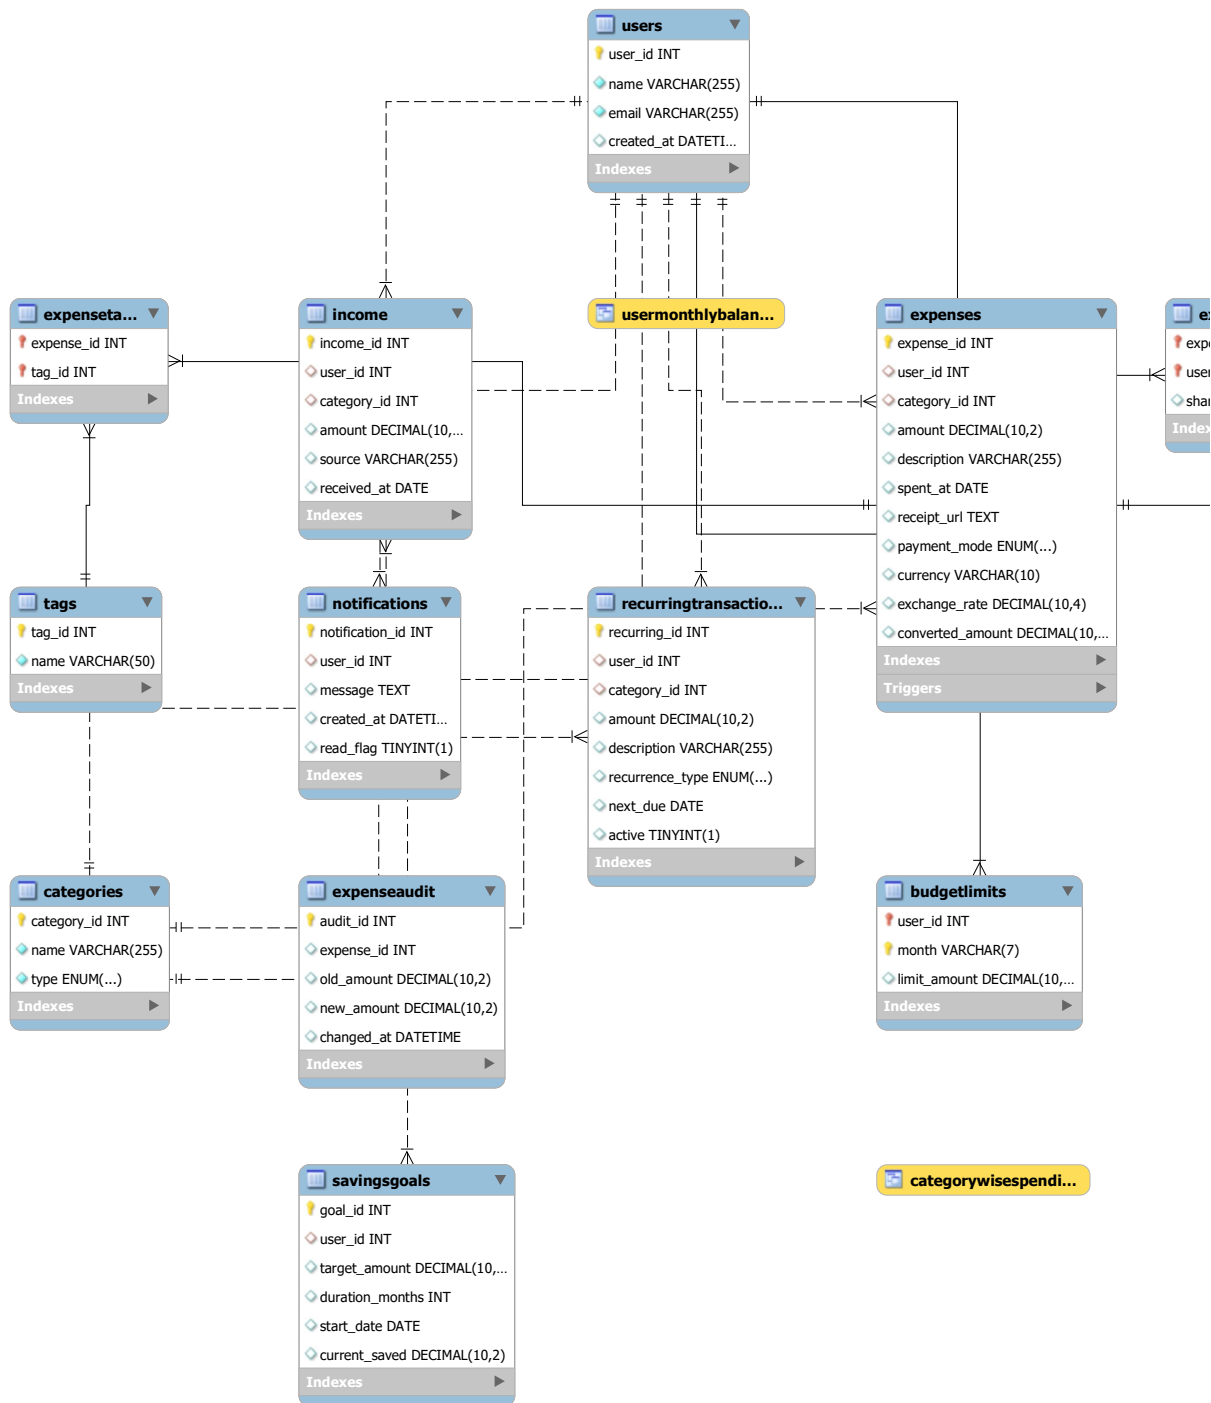 users
user_id INT
name VARCHAR(255)
email VARCHAR(255)
created_at DATETI...
Indexes
expenseta...
expense_id INT
tag_id INT
Indexes
income
income_id INT
user_id INT
category_id INT
amount DECIMAL(10,...
source VARCHAR(255)
received_at DATE
Indexes
usermonthlybalan...
expenses
expense_id INT
user_id INT
category_id INT
amount DECIMAL(10,2)
description VARCHAR(255)
spent_at DATE
receipt_url TEXT
payment_mode ENUM(...)
currency VARCHAR(10)
exchange_rate DECIMAL(10,4)
converted_amount DECIMAL(10,...
Indexes
Triggers
ex
expe
user
shar
Index
tags
tag_id INT
name VARCHAR(50)
Indexes
notifications
notification_id INT
user_id INT
message TEXT
created_at DATETI...
read_flag TINYINT(1)
Indexes
recurringtransactio...
recurring_id INT
user_id INT
category_id INT
amount DECIMAL(10,2)
description VARCHAR(255)
recurrence_type ENUM(...)
next_due DATE
active TINYINT(1)
Indexes
categories
category_id INT
name VARCHAR(255)
type ENUM(...)
Indexes
expenseaudit
audit_id INT
expense_id INT
old_amount DECIMAL(10,2)
new_amount DECIMAL(10,2)
changed_at DATETIME
Indexes
budgetlimits
user_id INT
month VARCHAR(7)
limit_amount DECIMAL(10,...
Indexes
savingsgoals
goal_id INT
user_id INT
target_amount DECIMAL(10,...
duration_months INT
start_date DATE
current_saved DECIMAL(10,2)
Indexes
categorywisespendi...